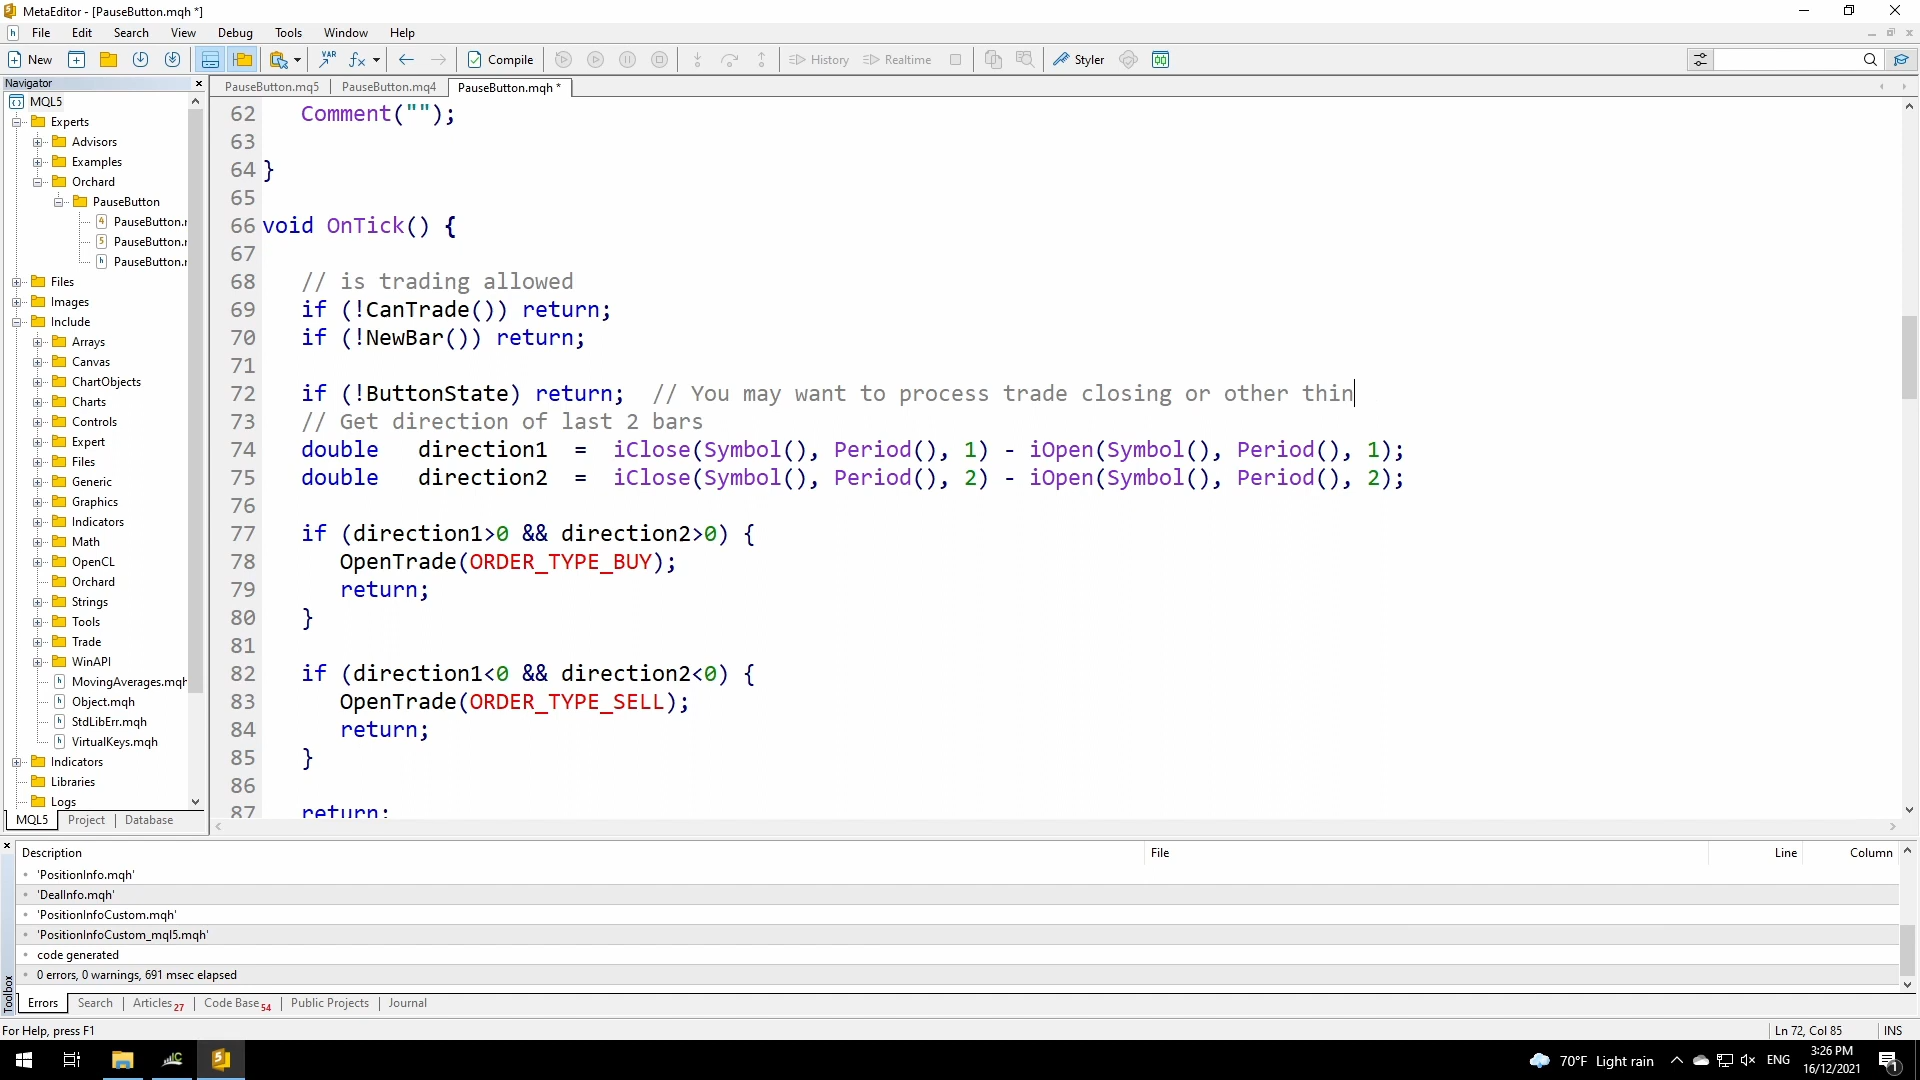 MetaEditor - [PauseButton.mqh *]
File Edit Search View Debug Tools Window Help
New Compile History Realtime Styler
Navigator
PauseButton.mq5 PauseButton.mq4 PauseButton.mqh *
MQL5
Experts
Advisors
Examples
Orchard
PauseButton
PauseButton.r
PauseButton.r
PauseButton.r
Files
Images
Include
Arrays
Canvas
ChartObjects
Charts
Controls
Expert
Files
Generic
Graphics
Indicators
Math
OpenCL
Orchard
Strings
Tools
Trade
WinAPI
MovingAverages.mqh
Object.mqh
StdLibErr.mqh
VirtualKeys.mqh
Indicators
Libraries
Logs
MQL5 Project Database
62 Comment("");
63
64 }
65
66 void OnTick() {
67
68 // is trading allowed
69 if (!CanTrade()) return;
70 if (!NewBar()) return;
71
72 if (!ButtonState) return; // You may want to process trade closing or other thin
73 // Get direction of last 2 bars
74 double direction1 = iClose(Symbol(), Period(), 1) - iOpen(Symbol(), Period(), 1);
75 double direction2 = iClose(Symbol(), Period(), 2) - iOpen(Symbol(), Period(), 2);
76
77 if (direction1>0 && direction2>0) {
78 OpenTrade(ORDER_TYPE_BUY);
79 return;
80 }
81
82 if (direction1<0 && direction2<0) {
83 OpenTrade(ORDER_TYPE_SELL);
84 return;
85 }
86
87 return;
Description File Line Column
'PositionInfo.mqh'
'DealInfo.mqh'
'PositionInfoCustom.mqh'
'PositionInfoCustom_mql5.mqh'
code generated
0 errors, 0 warnings, 691 msec elapsed
Toolbox
Errors Search Articles 27 Code Base 54 Public Projects Journal
For Help, press F1 Ln 72, Col 85 INS
70°F Light rain ENG 3:26 PM
16/12/2021
1